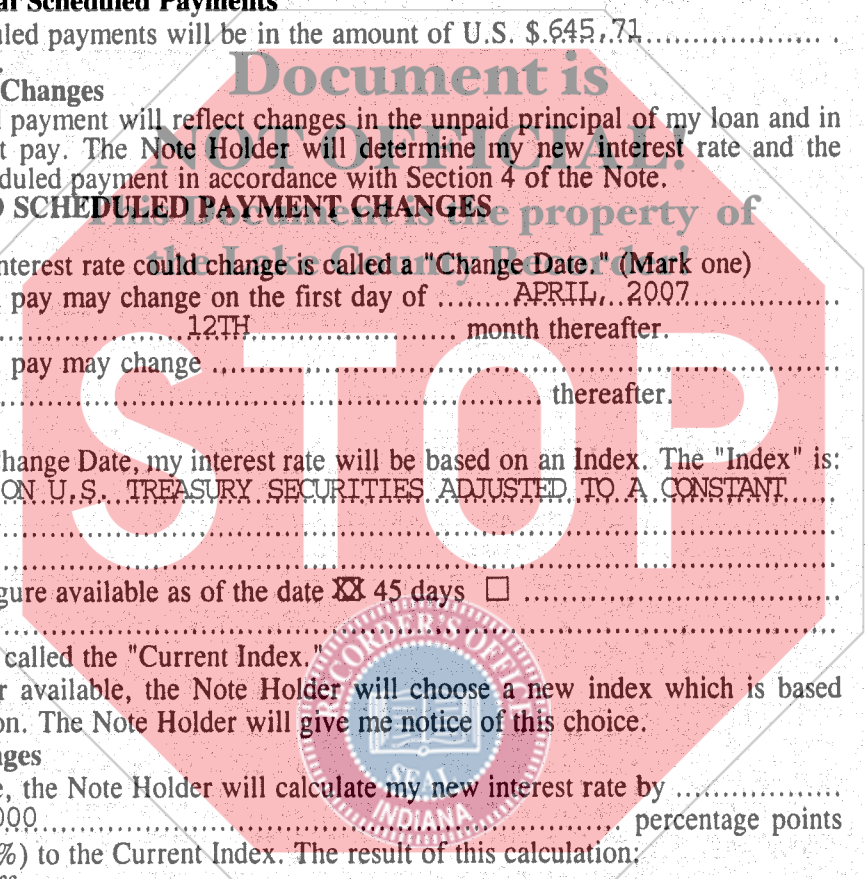 al Scheduled Payments
led payments will be in the amount of U.S. $.645.71
Document is
Changes
payment will reflect changes in the unpaid principal of my loan and in
NOT OFFICIAL!
t pay. The Note Holder will determine my new interest rate and the
duled payment in accordance with Section 4 of the Note.
SCHEDULED PAYMENT CHANGES
This Document is the property of
the Lake County Recorder!
nterest rate could change is called a "Change Date." (Mark one)
pay may change on the first day of ........APRIL, 2007
12TH month thereafter.
pay may change
thereafter.
STOP
hange Date, my interest rate will be based on an Index. The "Index" is:
ON U.S. TREASURY SECURITIES ADJUSTED TO A CONSTANT
gure available as of the date XX 45 days ☐
called the "Current Index."
r available, the Note Holder will choose a new index which is based
on. The Note Holder will give me notice of this choice.
RECORDER'S OFFICE
SEAL
INDIANA
nges
e, the Note Holder will calculate my new interest rate by
000 percentage points
%) to the Current Index. The result of this calculation: